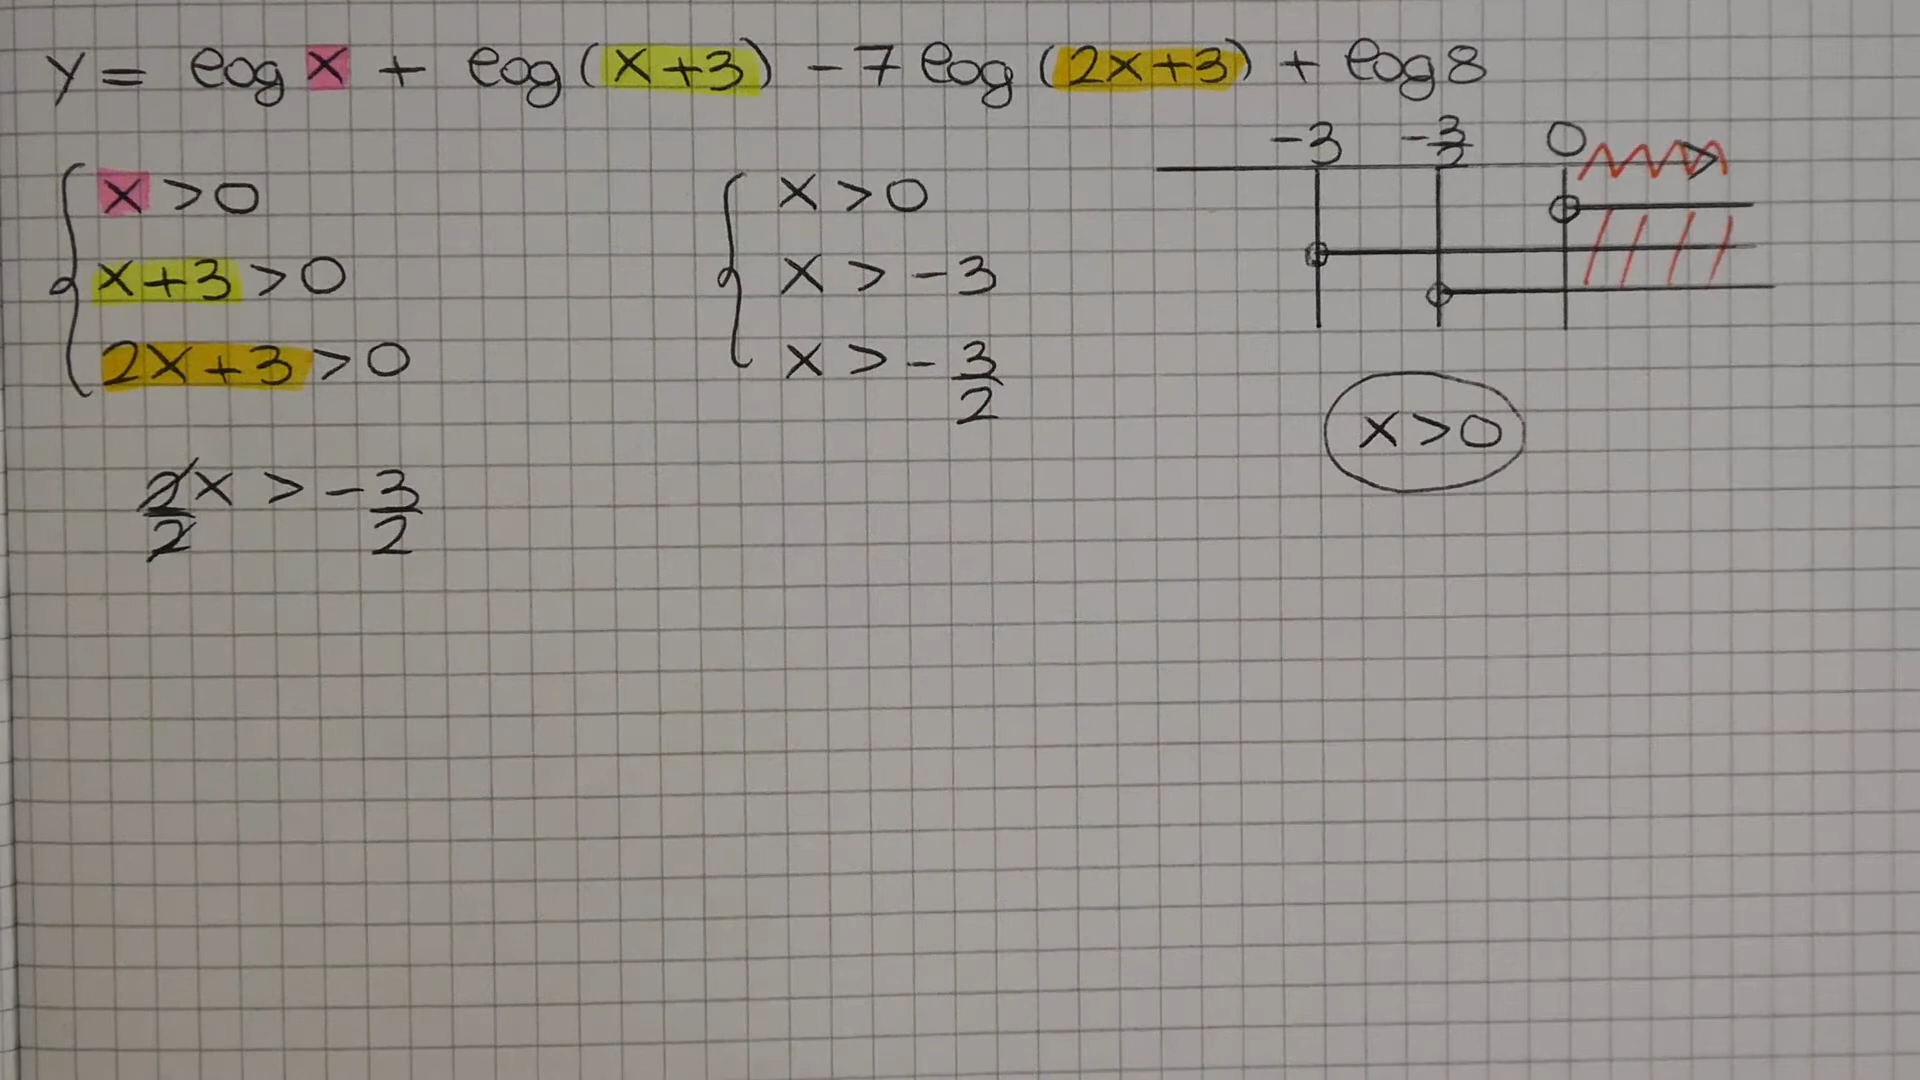 y = log x + log (x+3) - 7 log (2x+3) + log 8
-3 -3/2 0
x > 0
x+3 > 0
2x+3 > 0
x > 0
x > -3
x > -3/2
x > 0
2/2 x > -3/2